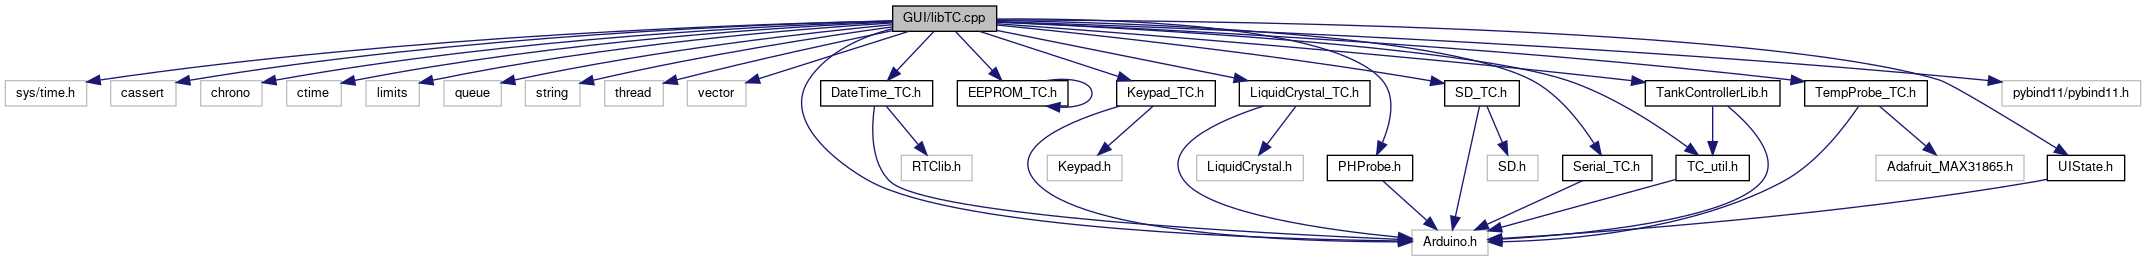 GUI/libTC.cpp
sys/time.h
cassert
chrono
ctime
limits
queue
string
thread
vector
DateTime_TC.h
EEPROM_TC.h
Keypad_TC.h
LiquidCrystal_TC.h
SD_TC.h
TankControllerLib.h
TempProbe_TC.h
pybind11/pybind11.h
RTClib.h
Keypad.h
LiquidCrystal.h
PHProbe.h
SD.h
Serial_TC.h
TC_util.h
Adafruit_MAX31865.h
UIState.h
Arduino.h